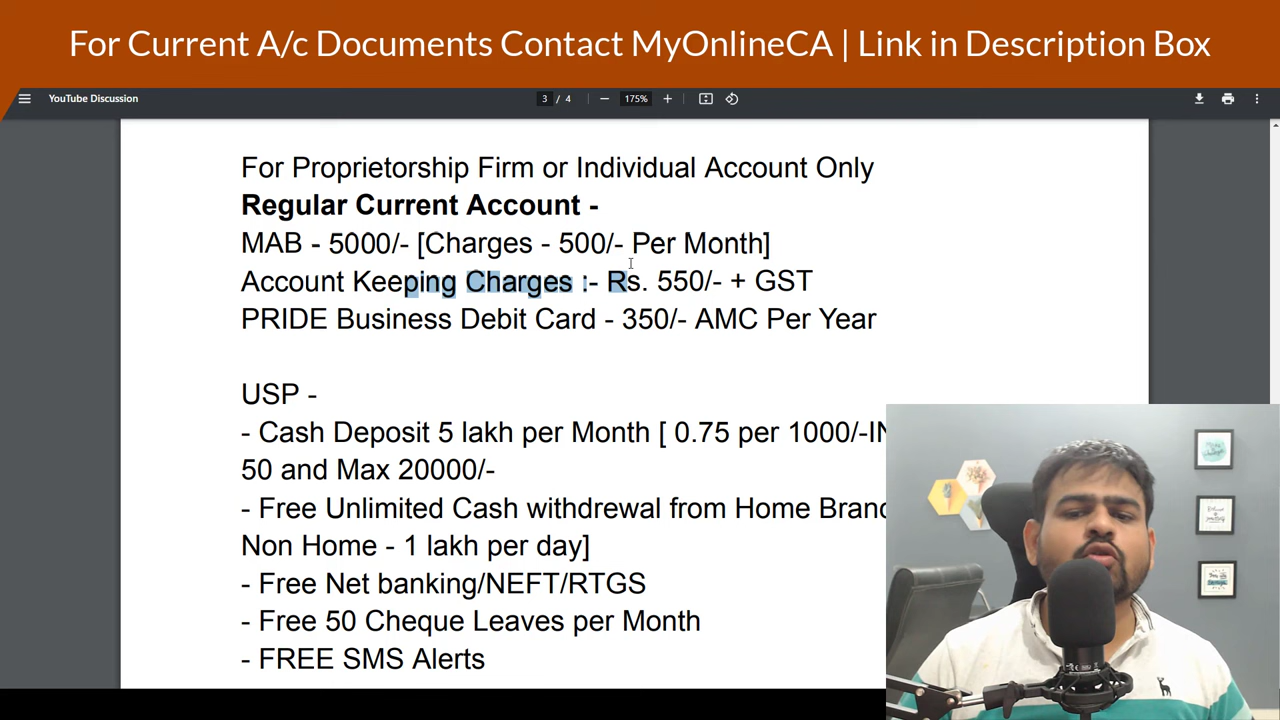 For Current A/c Documents Contact MyOnlineCA | Link in Description Box
YouTube Discussion
3 / 4
175%
For Proprietorship Firm or Individual Account Only
Regular Current Account -
MAB - 5000/- [Charges - 500/- Per Month]
Account Keeping Charges :- Rs. 550/- + GST
PRIDE Business Debit Card - 350/- AMC Per Year
USP -
- Cash Deposit 5 lakh per Month [ 0.75 per 1000/-
50 and Max 20000/-
- Free Unlimited Cash withdrewal from Home
Non Home - 1 lakh per day]
- Free Net banking/NEFT/RTGS
- Free 50 Cheque Leaves per Month
- FREE SMS Alerts